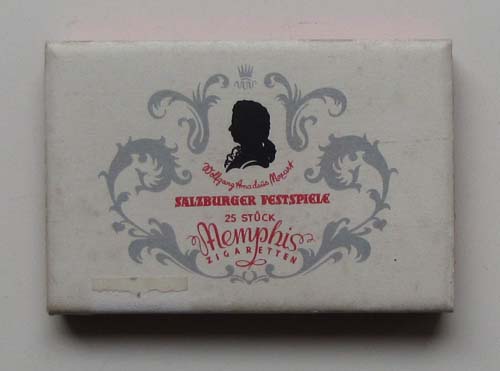 Wolfgang Amadeus Mozart
SALZBURGER FESTSPIELE
25 STÜCK
Memphis
ZIGARETTEN